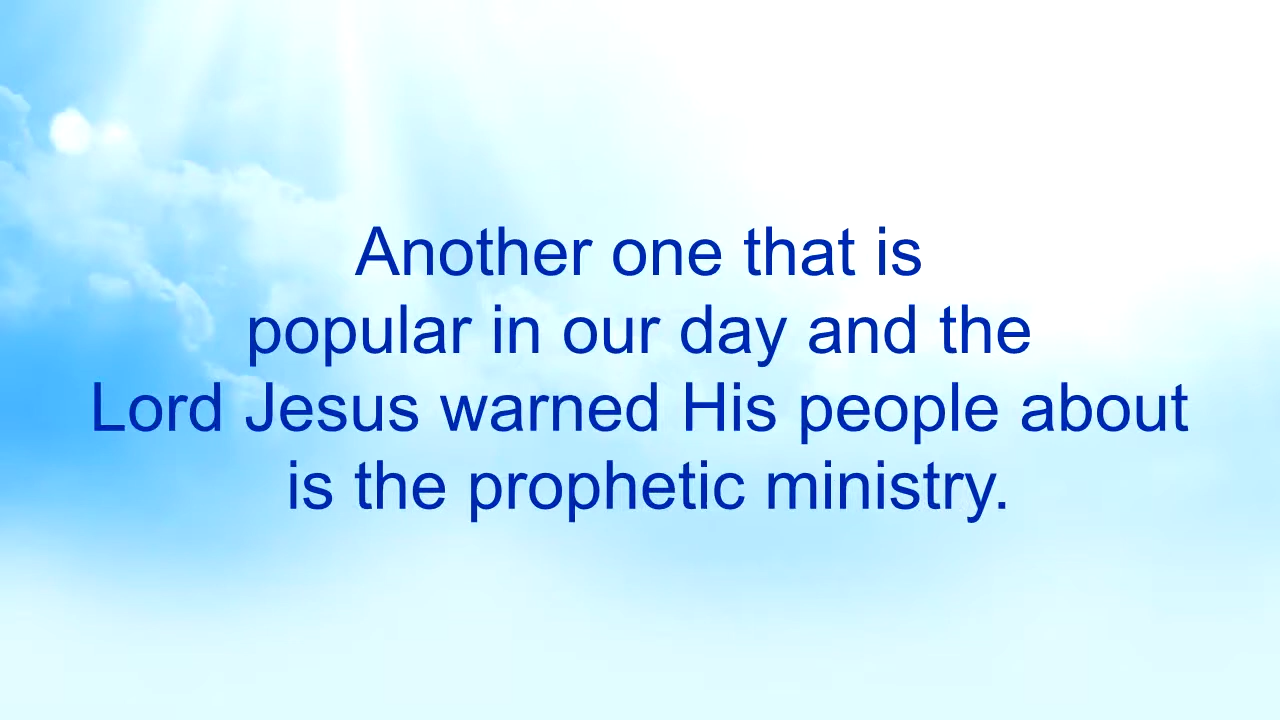 Another one that is
popular in our day and the
Lord Jesus warned His people about
is the prophetic ministry.